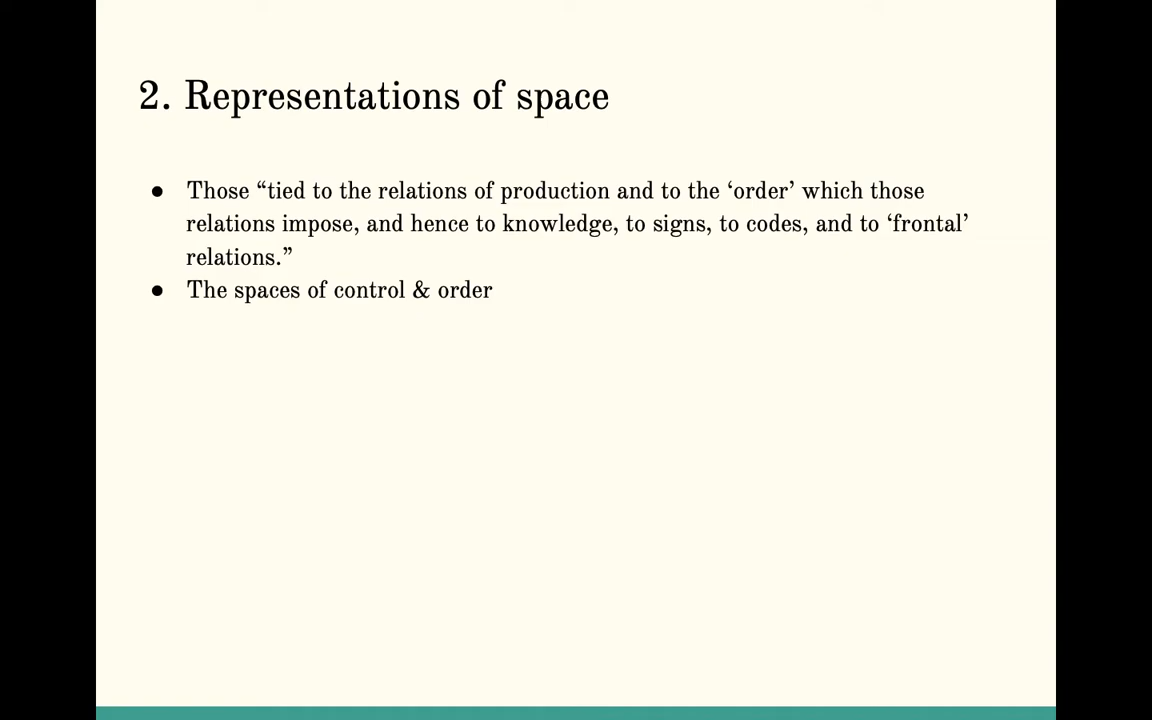 2. Representations of space
● Those “tied to the relations of production and to the ‘order’ which those
relations impose, and hence to knowledge, to signs, to codes, and to ‘frontal’
relations.”
● The spaces of control & order